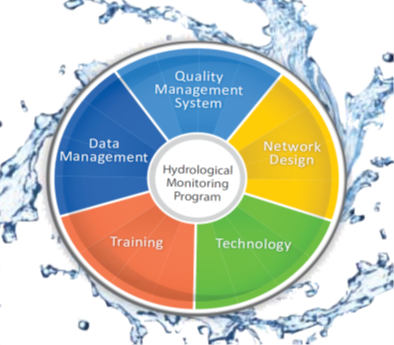 Quality
Management
System
Network
Design
Technology
Training
Data
Management
Hydrological
Monitoring
Program